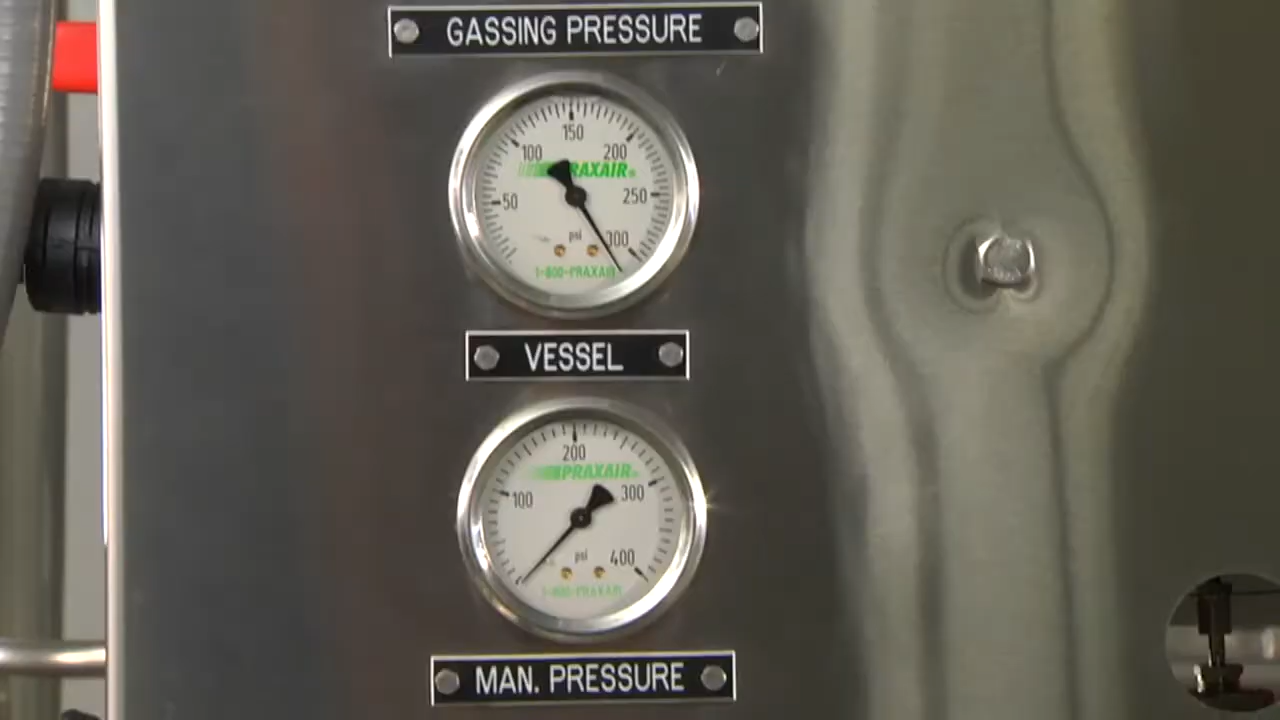 GASSING PRESSURE
150
100 200
PRAXAIR®
50 250
psi 300
1-800-PRAXAIR
VESSEL
200
PRAXAIR®
100 300
psi 400
1-800-PRAXAIR
MAN. PRESSURE